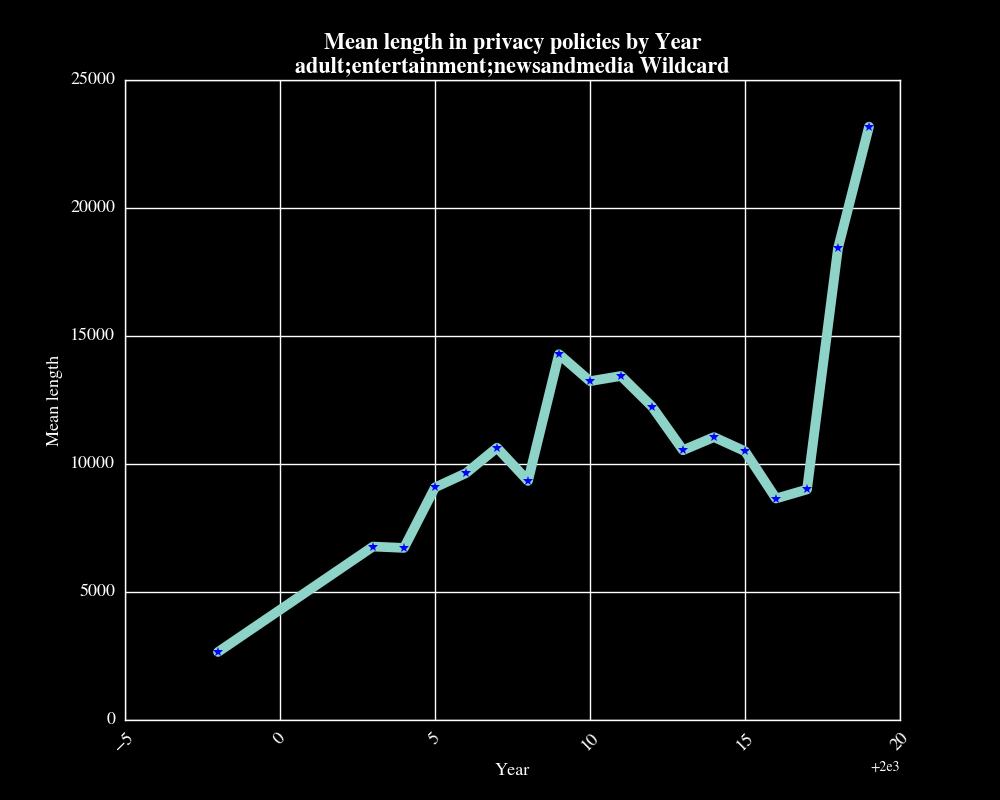 Mean length in privacy policies by Year
adult;entertainment;newsandmedia Wildcard
25000
20000
15000
10000
5000
0
Mean length
−5
0
5
10
15
20
Year
+2e3